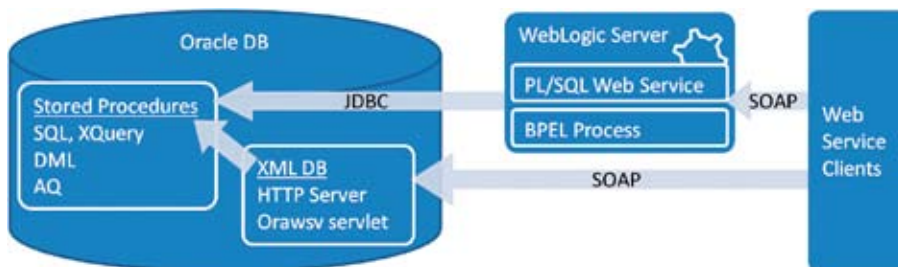 Oracle DB
Stored Procedures
SQL, XQuery
DML
AQ
XML DB
HTTP Server
Orawsv servlet
JDBC
WebLogic Server
PL/SQL Web Service
BPEL Process
SOAP
SOAP
Web
Service
Clients